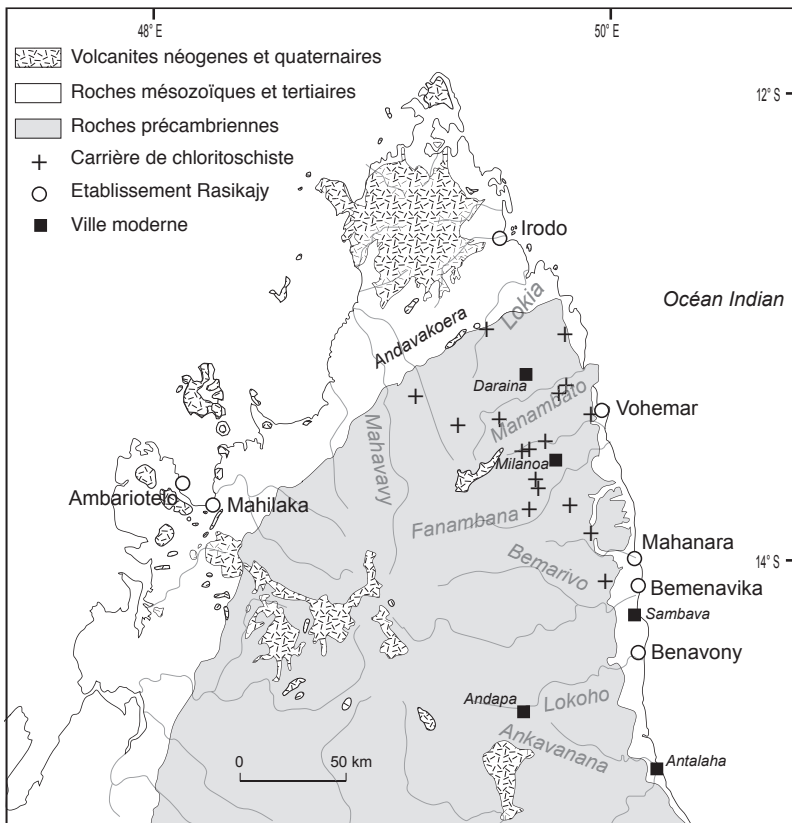 48° E
50° E
Volcanites néogenes et quaternaires
Roches mésozoïques et tertiaires
12° S
Roches précambriennes
Carrière de chloritoschiste
Etablissement Rasikajy
Ville moderne
Irodo
Océan Indian
Lokia
Andavakoera
Daraina
Manambato
Vohemar
Mahavavy
Milanoa
Ambariotelo
Mahilaka
Fanambana
Mahanara
14° S
Bemarivo
Bemenavika
Sambava
Benavony
Andapa
Lokoho
Ankavanana
0
50 km
Antalaha